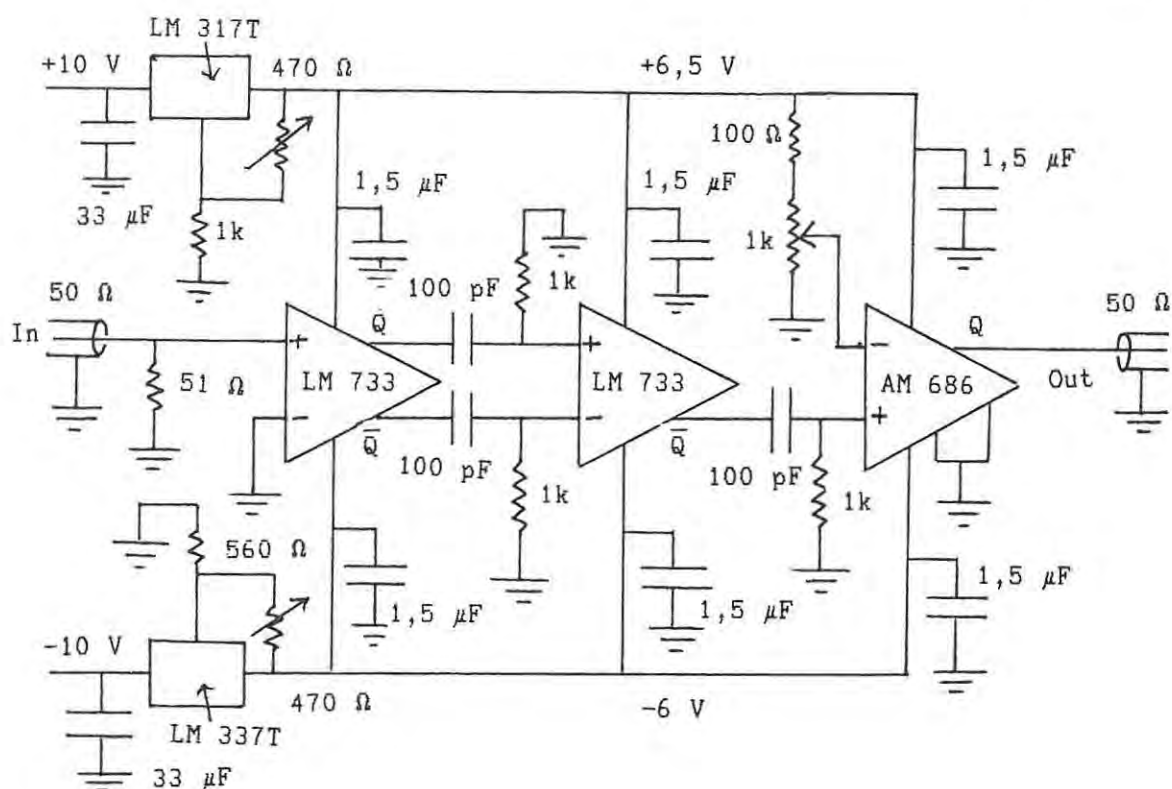 LM 317T
+10 V
470 Ω
+6,5 V
100 Ω
1,5 μF
1,5 μF
1,5 μF
33 μF
1k
1k
1k
50 Ω
100 pF
50 Ω
In
Q
Q
+
+
−
51 Ω
LM 733
LM 733
AM 686
Out
−
−
+
Q̅
Q̅
100 pF
100 pF
1k
1k
560 Ω
1,5 μF
1,5 μF
1,5 μF
-10 V
470 Ω
-6 V
LM 337T
33 μF